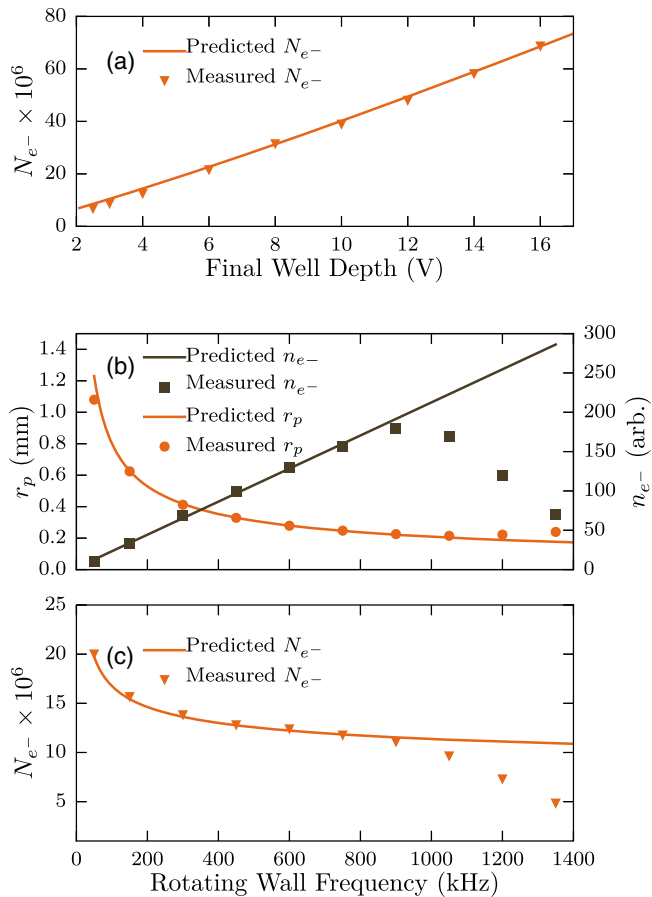 80
60
40
20
0
N_{e−} × 10^6
(a)
Predicted N_{e−}
Measured N_{e−}
2 4 6 8 10 12 14 16
Final Well Depth (V)
1.4
1.2
1.0
0.8
0.6
0.4
0.2
0.0
r_p (mm)
(b)
Predicted n_{e−}
Measured n_{e−}
Predicted r_p
Measured r_p
300
250
200
150
100
50
0
n_{e−} (arb.)
25
20
15
10
5
N_{e−} × 10^6
(c)
Predicted N_{e−}
Measured N_{e−}
0 200 400 600 800 1000 1200 1400
Rotating Wall Frequency (kHz)